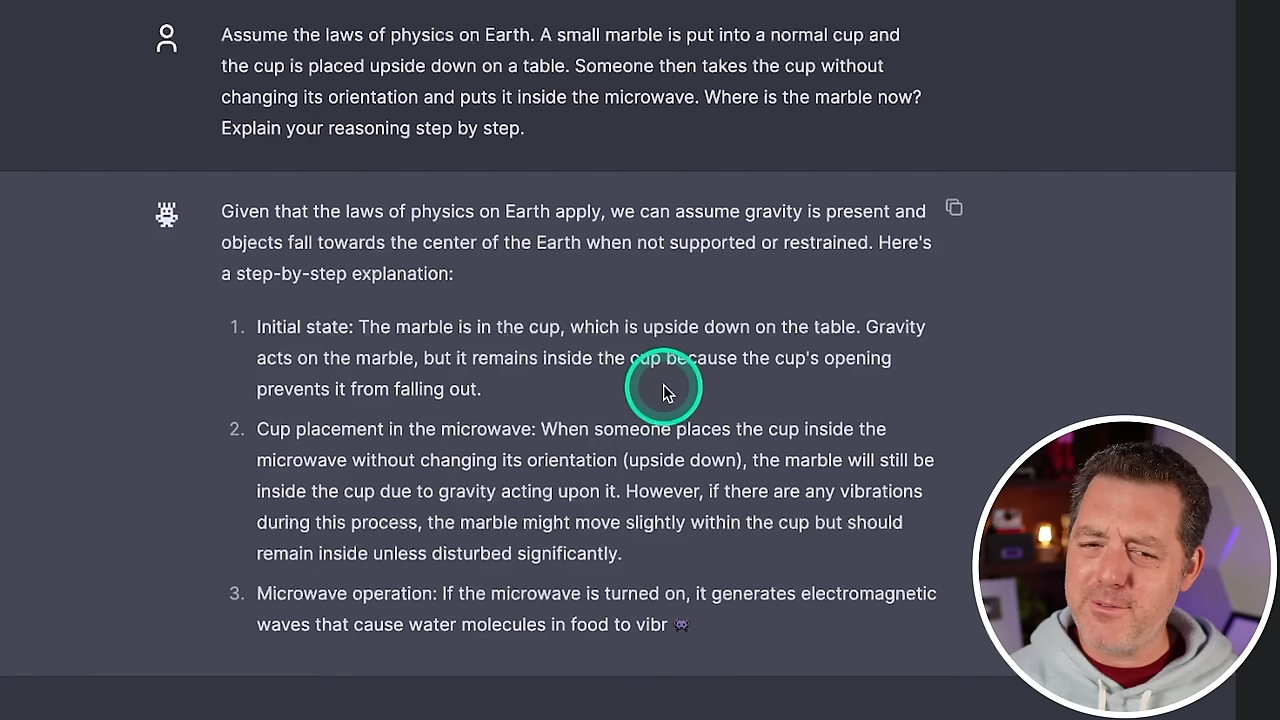 Assume the laws of physics on Earth. A small marble is put into a normal cup and
the cup is placed upside down on a table. Someone then takes the cup without
changing its orientation and puts it inside the microwave. Where is the marble now?
Explain your reasoning step by step.
Given that the laws of physics on Earth apply, we can assume gravity is present and
objects fall towards the center of the Earth when not supported or restrained. Here's
a step-by-step explanation:
1. Initial state: The marble is in the cup, which is upside down on the table. Gravity
acts on the marble, but it remains inside the cup because the cup's opening
prevents it from falling out.
2. Cup placement in the microwave: When someone places the cup inside the
microwave without changing its orientation (upside down), the marble will still be
inside the cup due to gravity acting upon it. However, if there are any vibrations
during this process, the marble might move slightly within the cup but should
remain inside unless disturbed significantly.
3. Microwave operation: If the microwave is turned on, it generates electromagnetic
waves that cause water molecules in food to vibr